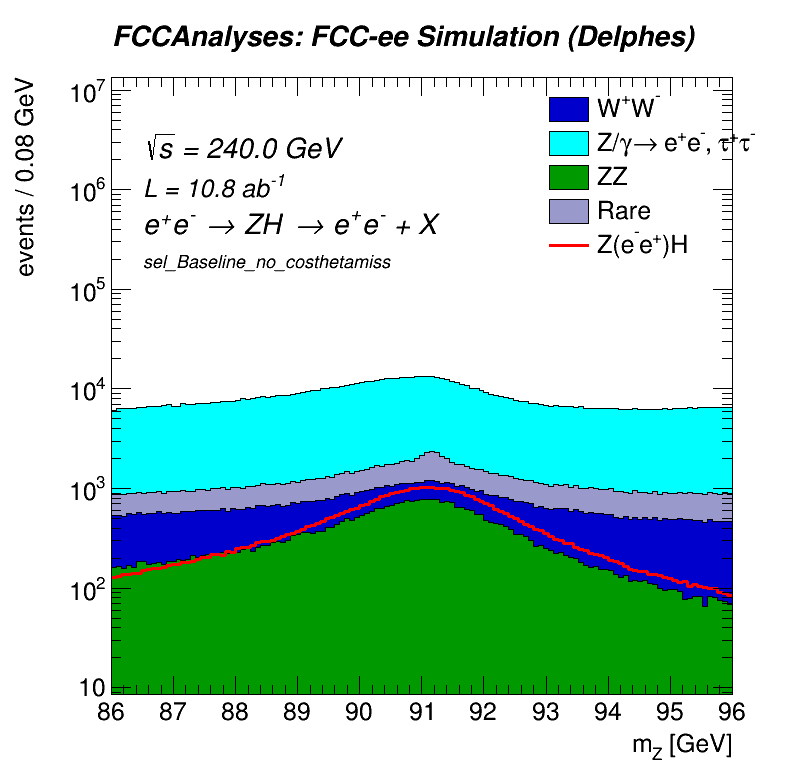 FCCAnalyses: FCC-ee Simulation (Delphes)
events / 0.08 GeV
10⁷
10⁶
10⁵
10⁴
10³
10²
10
√s = 240.0 GeV
L = 10.8 ab⁻¹
e⁺e⁻ → ZH → e⁺e⁻ + X
sel_Baseline_no_costhetamiss
W⁺W⁻
Z/γ→ e⁺e⁻, τ⁺τ⁻
ZZ
Rare
Z(e⁻e⁺)H
86 87 88 89 90 91 92 93 94 95 96
m_Z [GeV]